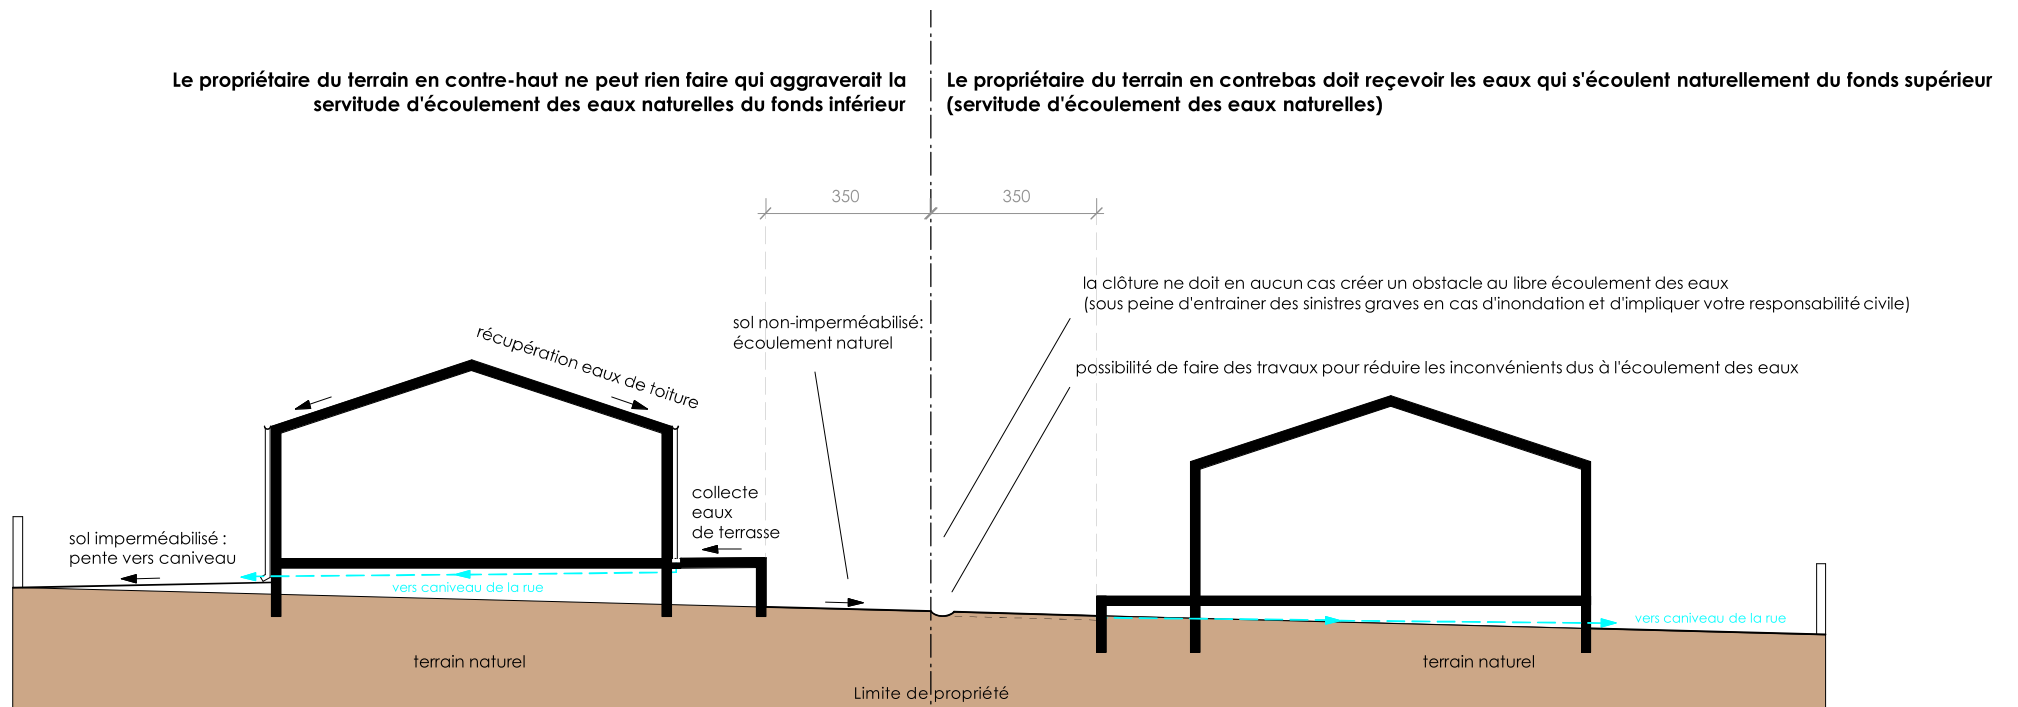 Le propriétaire du terrain en contre-haut ne peut rien faire qui aggraverait la
servitude d'écoulement des eaux naturelles du fonds inférieur
Le propriétaire du terrain en contrebas doit reçevoir les eaux qui s'écoulent naturellement du fonds supérieur
(servitude d'écoulement des eaux naturelles)
350
350
la clôture ne doit en aucun cas créer un obstacle au libre écoulement des eaux
(sous peine d'entrainer des sinistres graves en cas d'inondation et d'impliquer votre responsabilité civile)
sol non-imperméabilisé:
écoulement naturel
récupération eaux de toiture
possibilité de faire des travaux pour réduire les inconvénients dus à l'écoulement des eaux
collecte
eaux
de terrasse
sol imperméabilisé :
pente vers caniveau
vers caniveau de la rue
vers caniveau de la rue
terrain naturel
terrain naturel
Limite de propriété